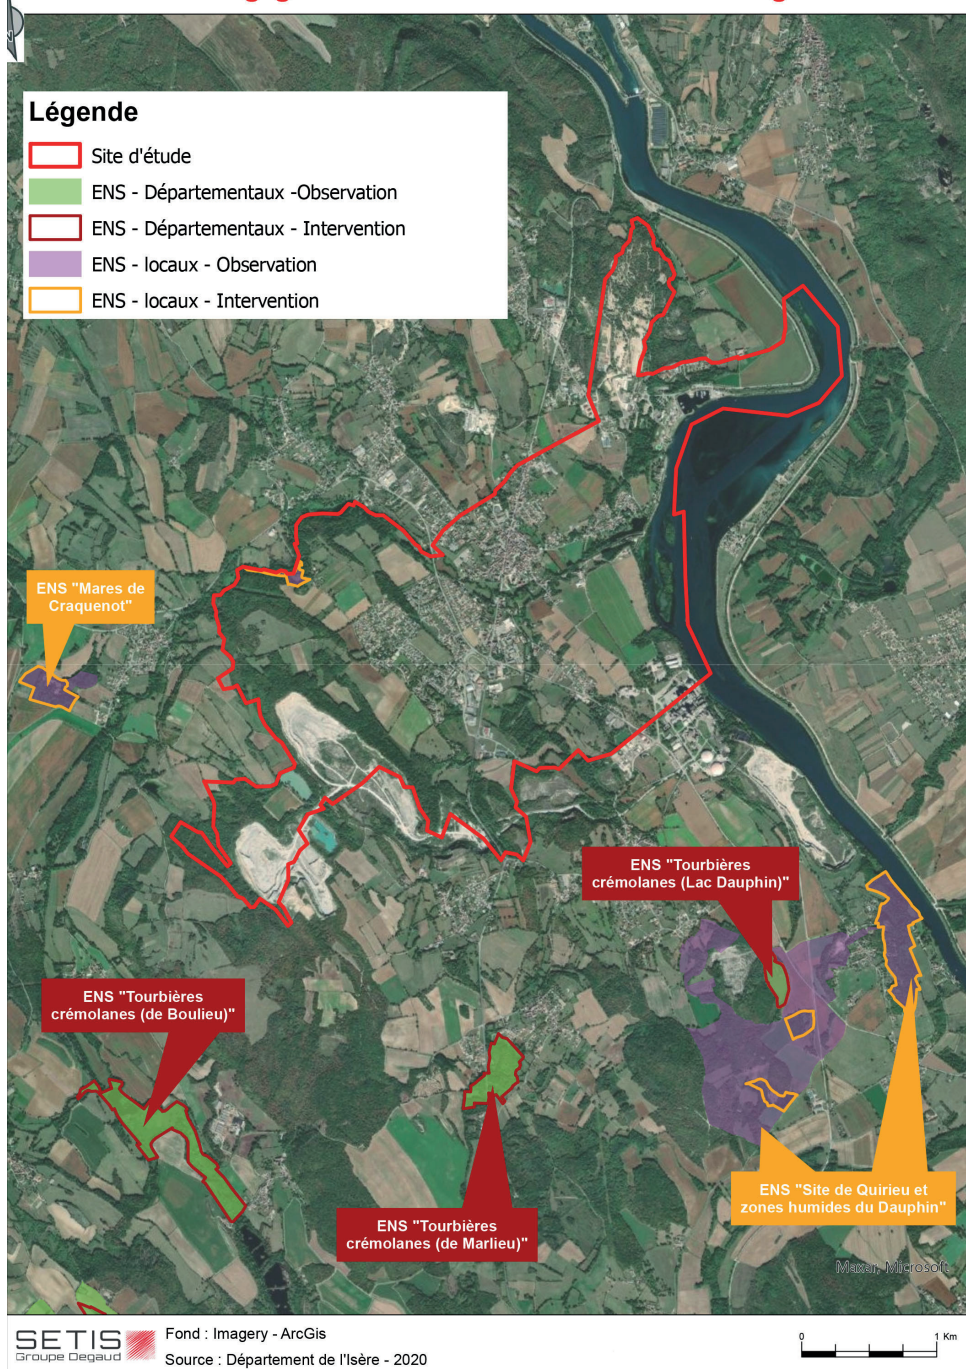 Légende
Site d'étude
ENS - Départementaux -Observation
ENS - Départementaux - Intervention
ENS - locaux - Observation
ENS - locaux - Intervention
ENS "Mares de
Craquenot"
ENS "Tourbières
crémolanes (Lac Dauphin)"
ENS "Tourbières
crémolanes (de Boulieu)"
ENS "Tourbières
crémolanes (de Marlieu)"
ENS "Site de Quirieu et
zones humides du Dauphin"
Maxar, Microsoft
SETIS
Groupe Degaud
Fond : Imagery - ArcGis
Source : Département de l'Isère - 2020
0 1 Km